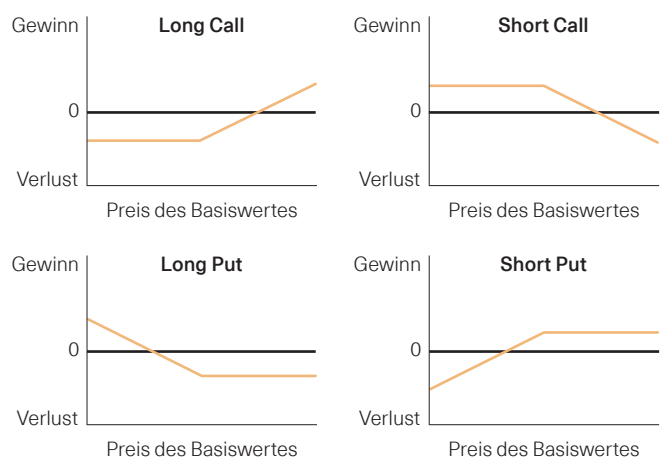 Gewinn
Long Call
0
Verlust
Preis des Basiswertes
Gewinn
Short Call
0
Verlust
Preis des Basiswertes
Gewinn
Long Put
0
Verlust
Preis des Basiswertes
Gewinn
Short Put
0
Verlust
Preis des Basiswertes